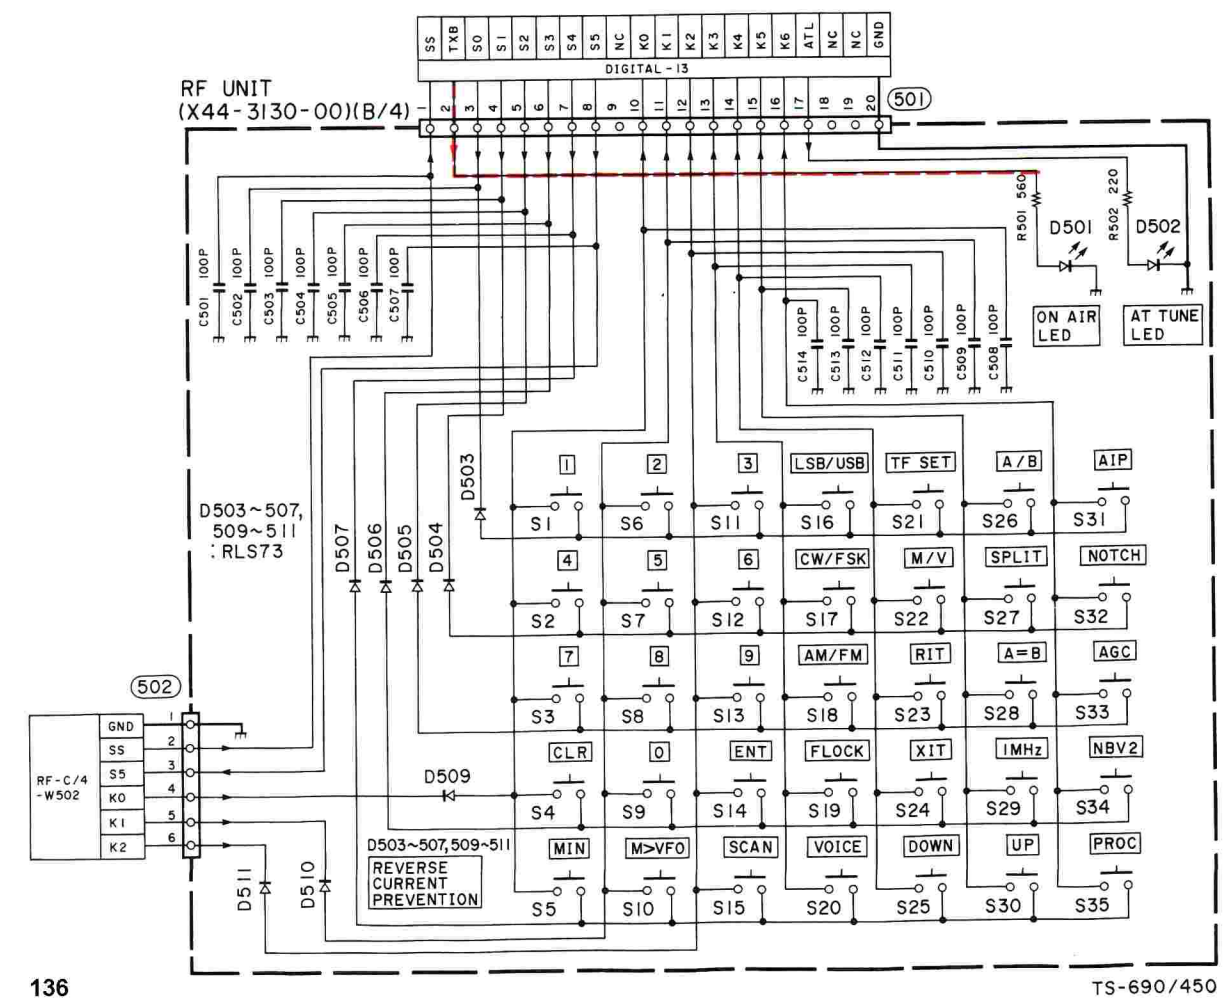 SS TXB S0 S1 S2 S3 S4 S5 NC K0 K1 K2 K3 K4 K5 K6 ATL NC NC GND
DIGITAL-13
RF UNIT
(X44-3130-00)(B/4)
1 2 3 4 5 6 7 8 9 10 11 12 13 14 15 16 17 18 19 20
501
R501 560
R502 220
D501
D502
C501 100P
C502 100P
C503 100P
C504 100P
C505 100P
C506 100P
C507 100P
ON AIR
LED
AT TUNE
LED
C514 100P
C513 100P
C512 100P
C511 100P
C510 100P
C509 100P
C508 100P
D503
1 2 3 LSB/USB TF SET A/B AIP
D503~507,
509~511
:RLS73
S1 S6 S11 S16 S21 S26 S31
D507 D506 D505 D504
4 5 6 CW/FSK M/V SPLIT NOTCH
S2 S7 S12 S17 S22 S27 S32
7 8 9 AM/FM RIT A=B AGC
S3 S8 S13 S18 S23 S28 S33
502
GND 1
SS 2
S5 3
K0 4
K1 5
K2 6
RF-C/4
-W502
D509
CLR 0 ENT FLOCK XIT 1MHz NBV2
S4 S9 S14 S19 S24 S29 S34
D503~507,509~511
REVERSE
CURRENT
PREVENTION
D511 D510
MIN M>VFO SCAN VOICE DOWN UP PROC
S5 S10 S15 S20 S25 S30 S35
136
TS-690/450